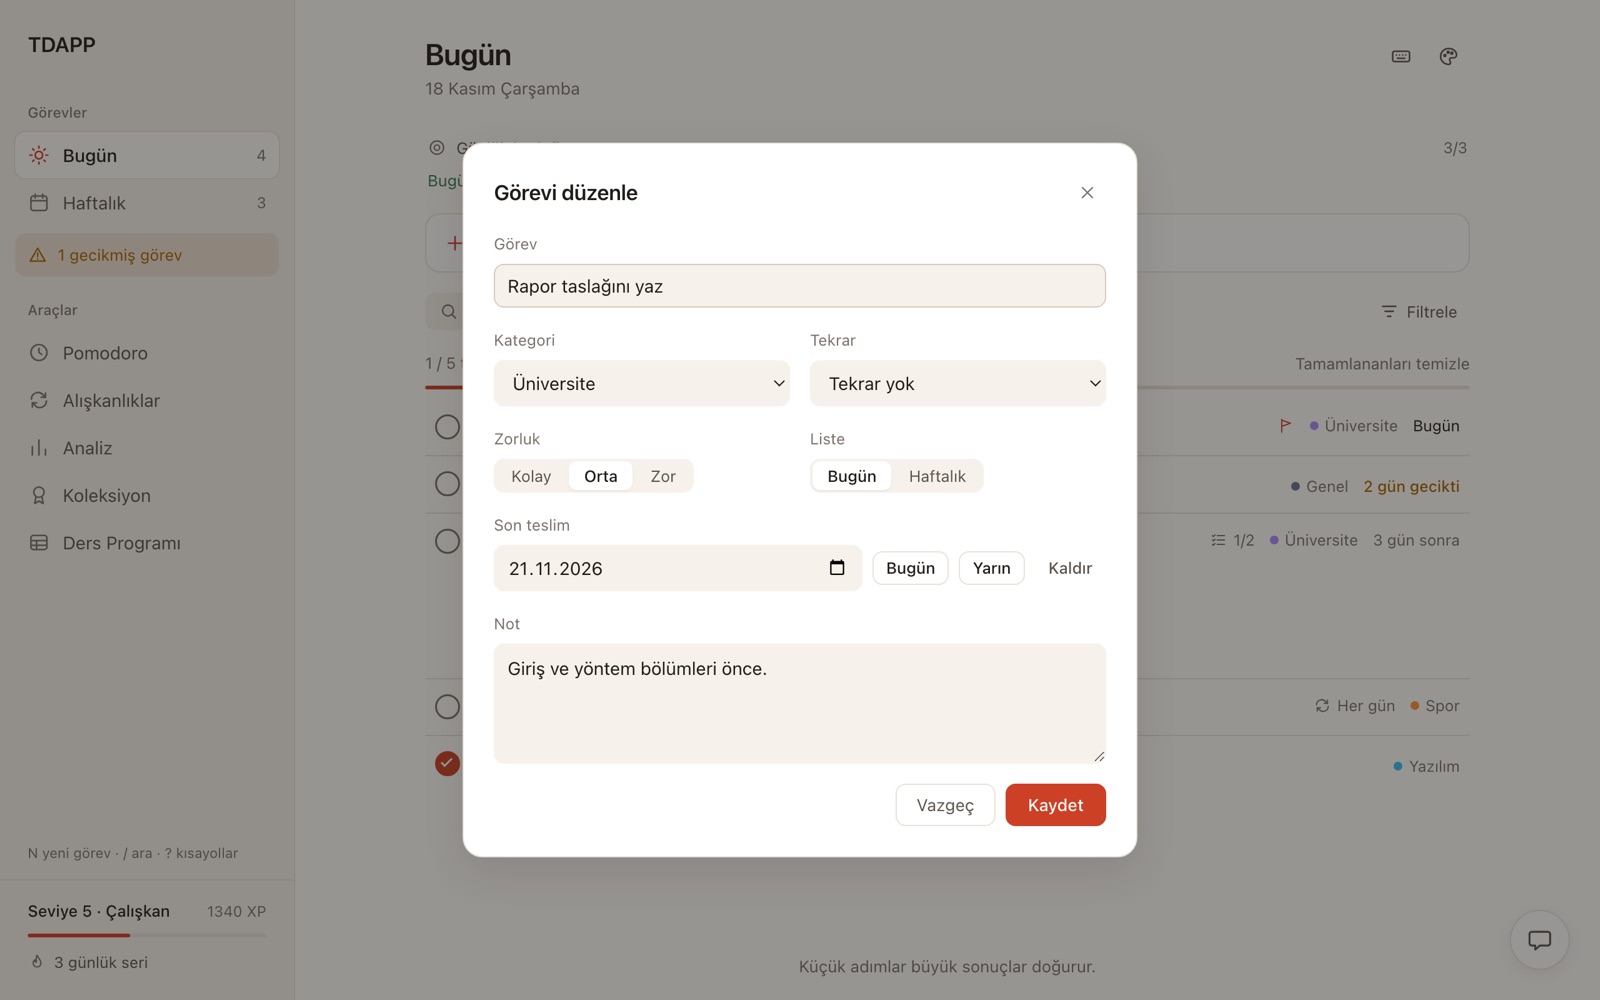 TDAPP
Görevler
Bugün 4
Haftalık 3
1 gecikmiş görev
Araçlar
Pomodoro
Alışkanlıklar
Analiz
Koleksiyon
Ders Programı
N yeni görev · / ara · ? kısayollar
Seviye 5 · Çalışkan 1340 XP
3 günlük seri
Bugün
18 Kasım Çarşamba
3/3
Filtrele
1 / 5
Tamamlananları temizle
Üniversite Bugün
Genel 2 gün gecikti
1/2 Üniversite 3 gün sonra
Her gün Spor
Yazılım
Küçük adımlar büyük sonuçlar doğurur.
Görevi düzenle
Görev
Rapor taslağını yaz
Kategori Tekrar
Üniversite Tekrar yok
Zorluk Liste
Kolay Orta Zor Bugün Haftalık
Son teslim
21.11.2026 Bugün Yarın Kaldır
Not
Giriş ve yöntem bölümleri önce.
Vazgeç Kaydet